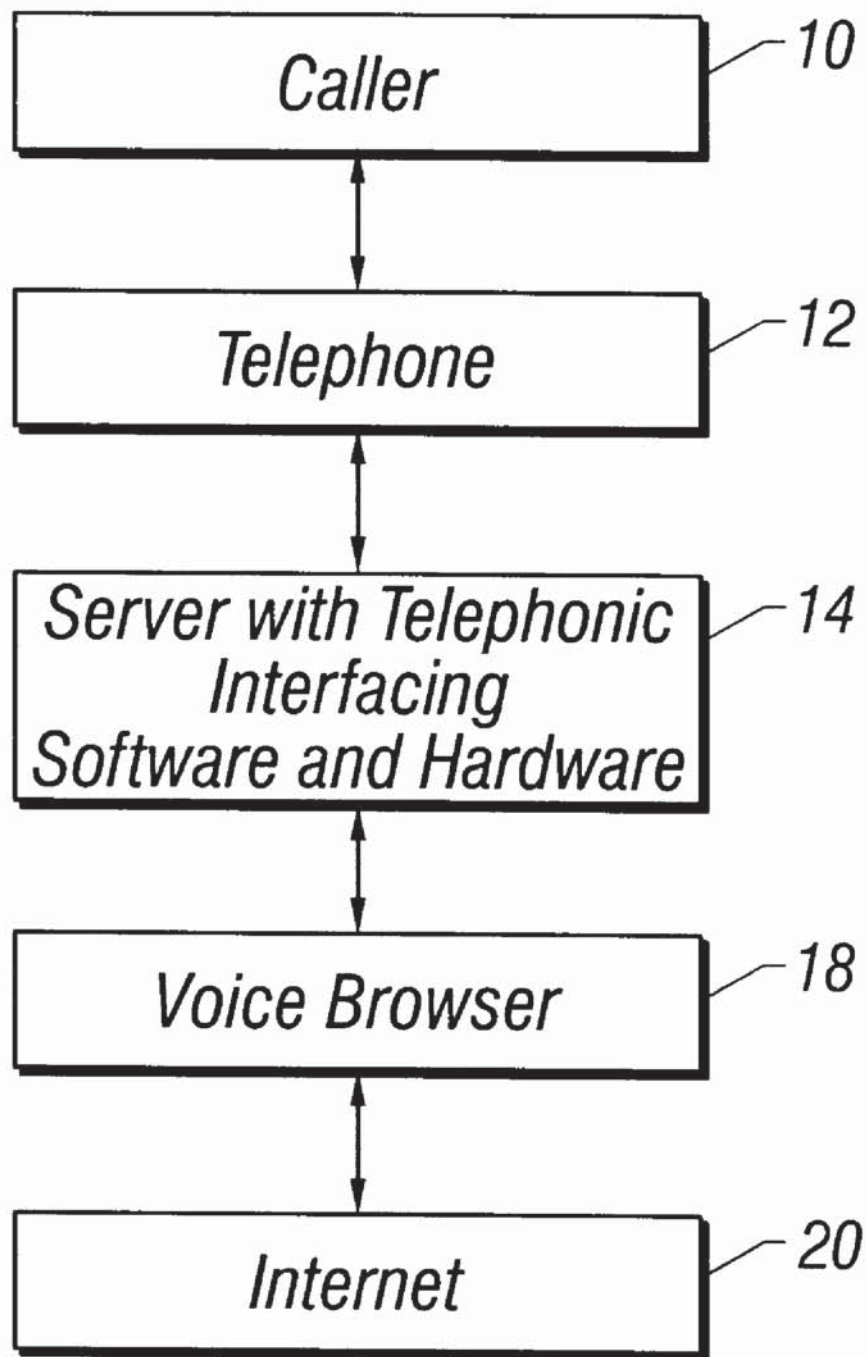 Caller
10
Telephone
12
Server with Telephonic
Interfacing
Software and Hardware
14
Voice Browser
18
Internet
20